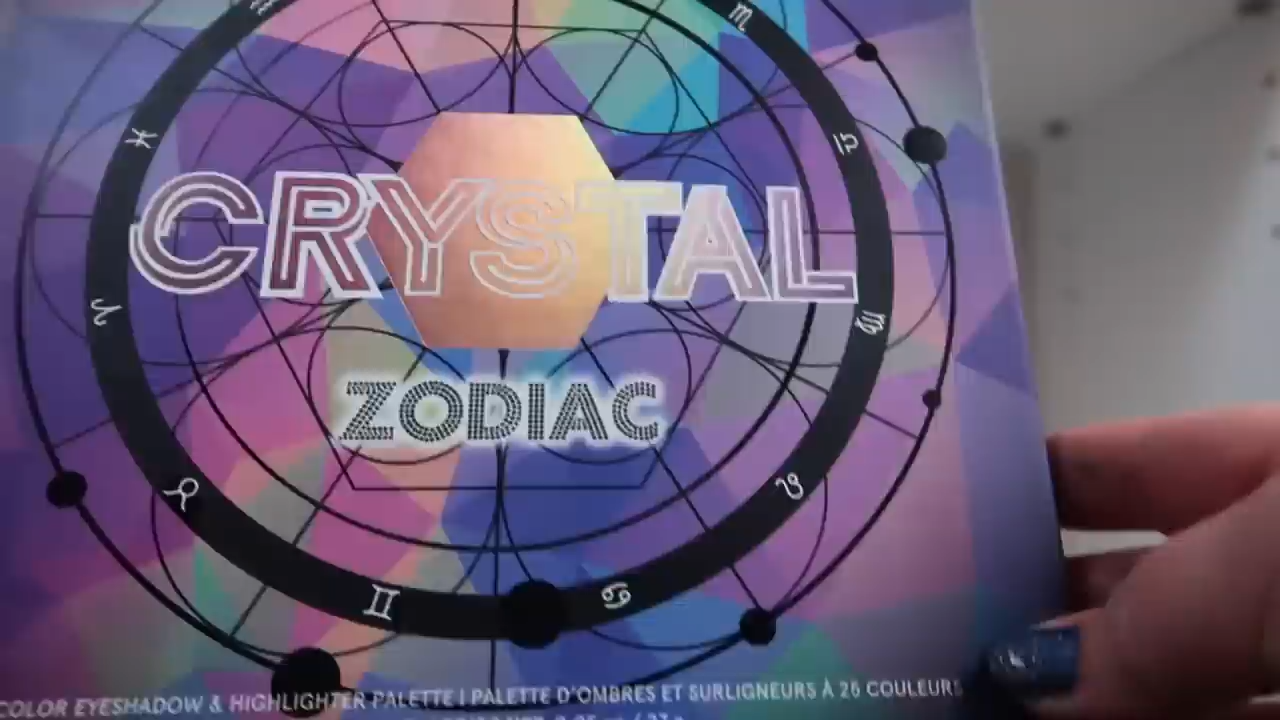 CRYSTAL
ZODIAC
COLOR EYESHADOW & HIGHLIGHTER PALETTE | PALETTE D'OMBRES ET SURLIGNEURS À 26 COULEURS